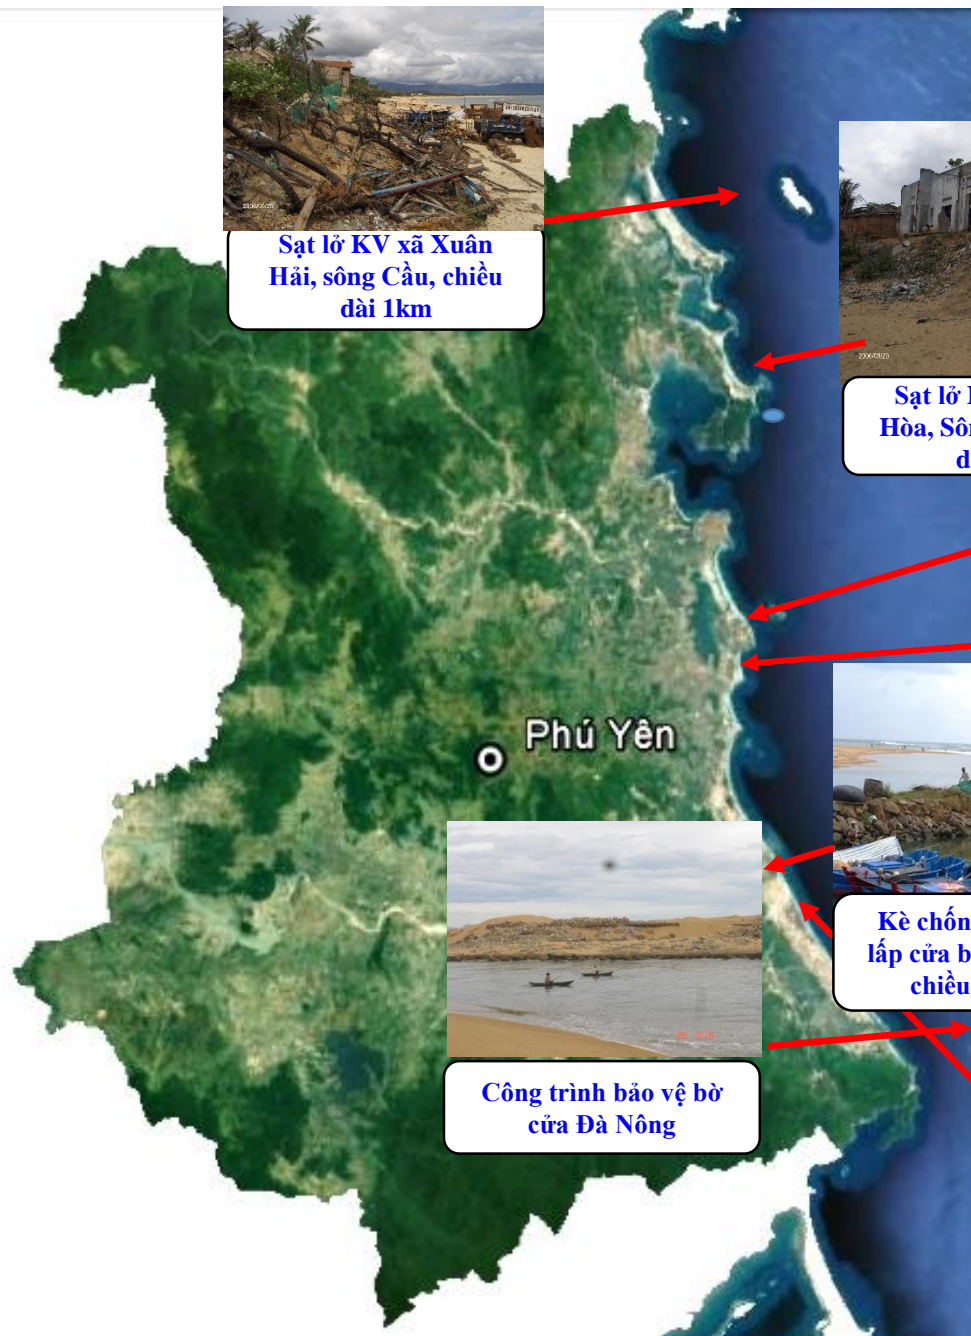 Sạt lở KV xã Xuân
Hải, sông Cầu, chiều
dài 1km
Sạt lở
Hòa,
Phú Yên
Kè chốn
lấp cửa b
chiều
Công trình bảo vệ bờ
cửa Đà Nông